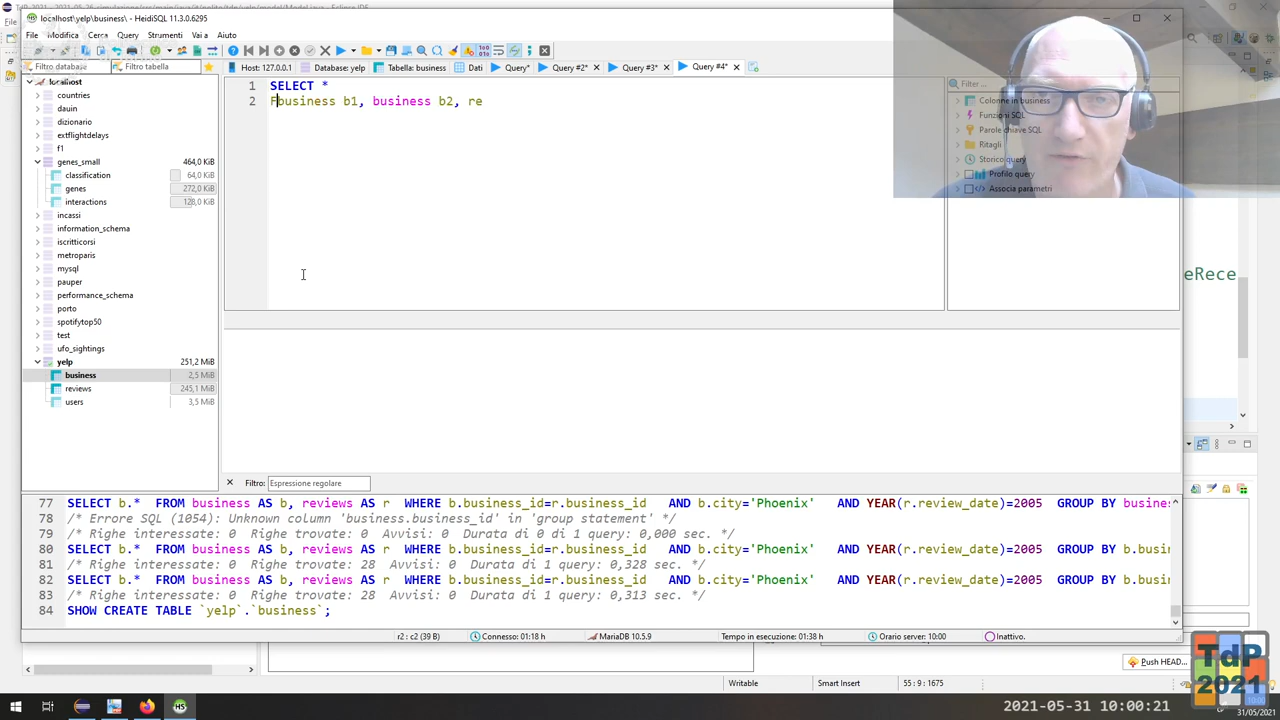 localhost\yelp\business\ - HeidiSQL 11.3.0.6295
File Modifica Cerca Query Strumenti Vai a Aiuto
Filtro database Filtro tabella
Host: 127.0.0.1 Database: yelp Tabella: business Dati Query* Query #2* Query #3* Query #4*
localhost
countries
dauin
dizionario
extflightdelays
f1
genes_small 464,0 KiB
classification 64,0 KiB
genes 272,0 KiB
interactions 128,0 KiB
incassi
information_schema
iscritticorsi
metroparis
mysql
pauper
performance_schema
porto
spotifytop50
test
ufo_sightings
yelp 251,2 MiB
business 2,5 MiB
reviews 245,1 MiB
users 3,5 MiB
1 SELECT *
2 Fbusiness b1, business b2, re
Filtro:
Colonne in business
Funzioni SQL
Parole chiave SQL
Ritagli
Storico query
Profilo query
Associa parametri
eRece
Filtro: Espressione regolare
77 SELECT b.* FROM business AS b, reviews AS r WHERE b.business_id=r.business_id AND b.city='Phoenix' AND YEAR(r.review_date)=2005 GROUP BY busine
78 /* Errore SQL (1054): Unknown column 'business.business_id' in 'group statement' */
79 /* Righe interessate: 0 Righe trovate: 0 Avvisi: 0 Durata di 0 di 1 query: 0,000 sec. */
80 SELECT b.* FROM business AS b, reviews AS r WHERE b.business_id=r.business_id AND b.city='Phoenix' AND YEAR(r.review_date)=2005 GROUP BY b.busin
81 /* Righe interessate: 0 Righe trovate: 28 Avvisi: 0 Durata di 1 query: 0,328 sec. */
82 SELECT b.* FROM business AS b, reviews AS r WHERE b.business_id=r.business_id AND b.city='Phoenix' AND YEAR(r.review_date)=2005 GROUP BY b.busin
83 /* Righe interessate: 0 Righe trovate: 28 Avvisi: 0 Durata di 1 query: 0,313 sec. */
84 SHOW CREATE TABLE `yelp`.`business`;
r2 : c2 (39 B) Connesso: 01:18 h MariaDB 10.5.9 Tempo in esecuzione: 01:38 h Orario server: 10:00 Inattivo.
Push HEAD...
Writable Smart Insert 55 : 9 : 1675
TdP
2021
2021-05-31 10:00:21
10:00
31/05/2021